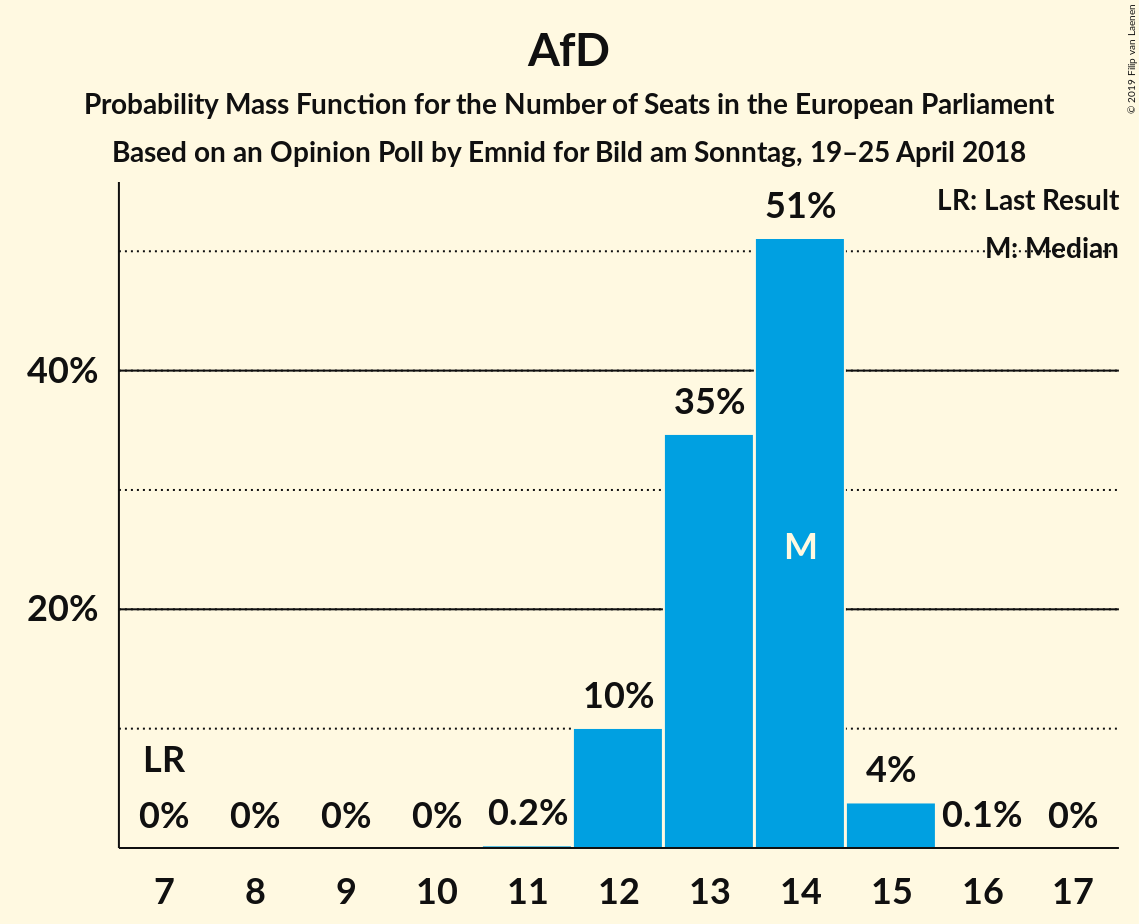 AfD
Probability Mass Function for the Number of Seats in the European Parliament
Based on an Opinion Poll by Emnid for Bild am Sonntag, 19–25 April 2018
© 2019 Filip van Laenen
LR: Last Result
M: Median
51%
40%
35%
M
20%
10%
LR
4%
0% 0% 0% 0% 0.2% 0.1% 0%
7 8 9 10 11 12 13 14 15 16 17